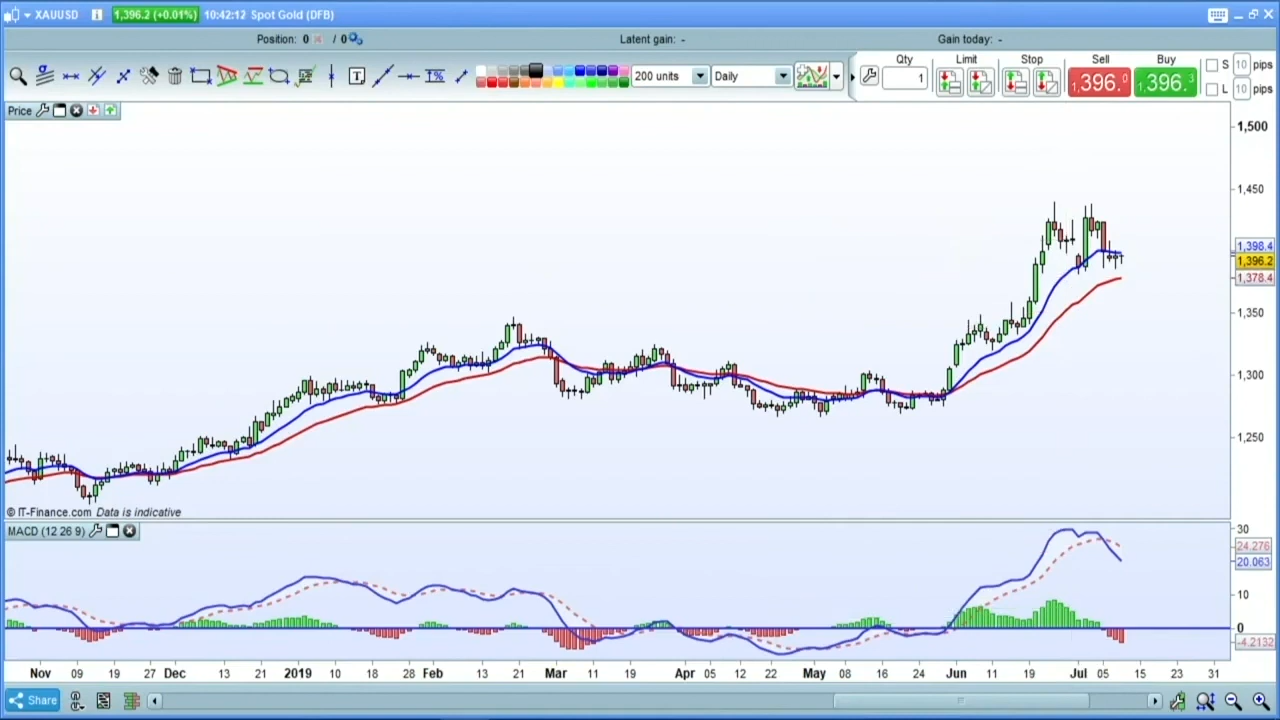 XAUUSD i 1,396.2 (+0.01%) 10:42:12 Spot Gold (DFB)
Position: 0 / 0 Latent gain: - Gain today: -
Qty Limit Stop Sell Buy S 10 pips
200 units Daily 1 1,396.0 1,396.3 L 10 pips
Price
1,500
1,450
1,398.4
1,396.2
1,378.4
1,350
1,300
1,250
© IT-Finance.com Data is indicative
MACD (12 26 9)
30
24.276
20.063
10
0
-4.2132
Nov 09 19 27 Dec 13 21 2019 10 18 28 Feb 13 21 Mar 11 19 Apr 05 12 22 May 08 16 24 Jun 11 19 Jul 05 15 23 31
Share